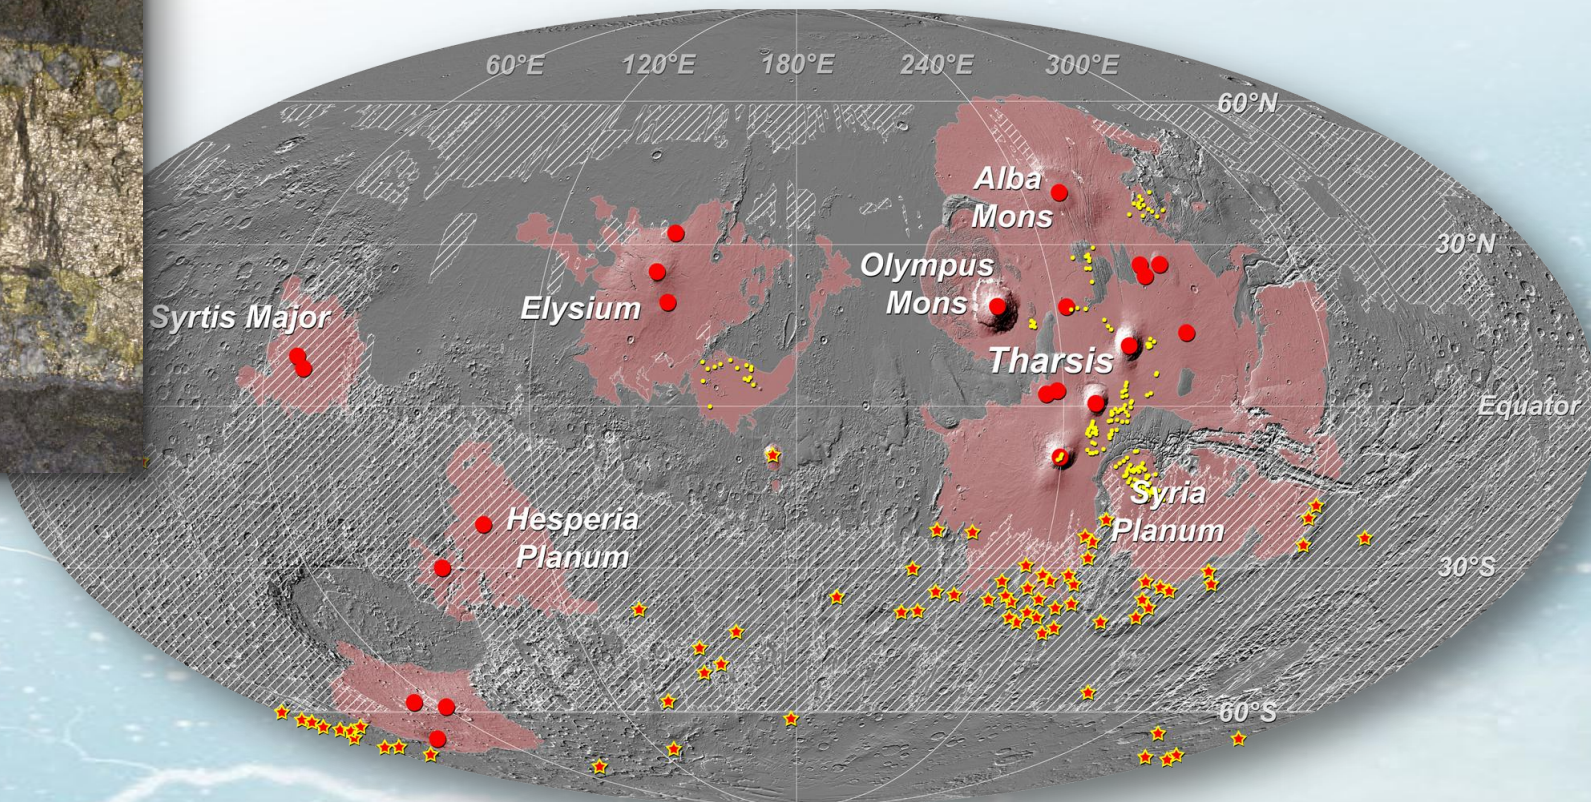 60°E 120°E 180°E 240°E 300°E
60°N
Alba
Mons
30°N
Olympus
Mons
Elysium
Syrtis Major
Tharsis
Equator
Syria
Planum
Hesperia
Planum
30°S
60°S